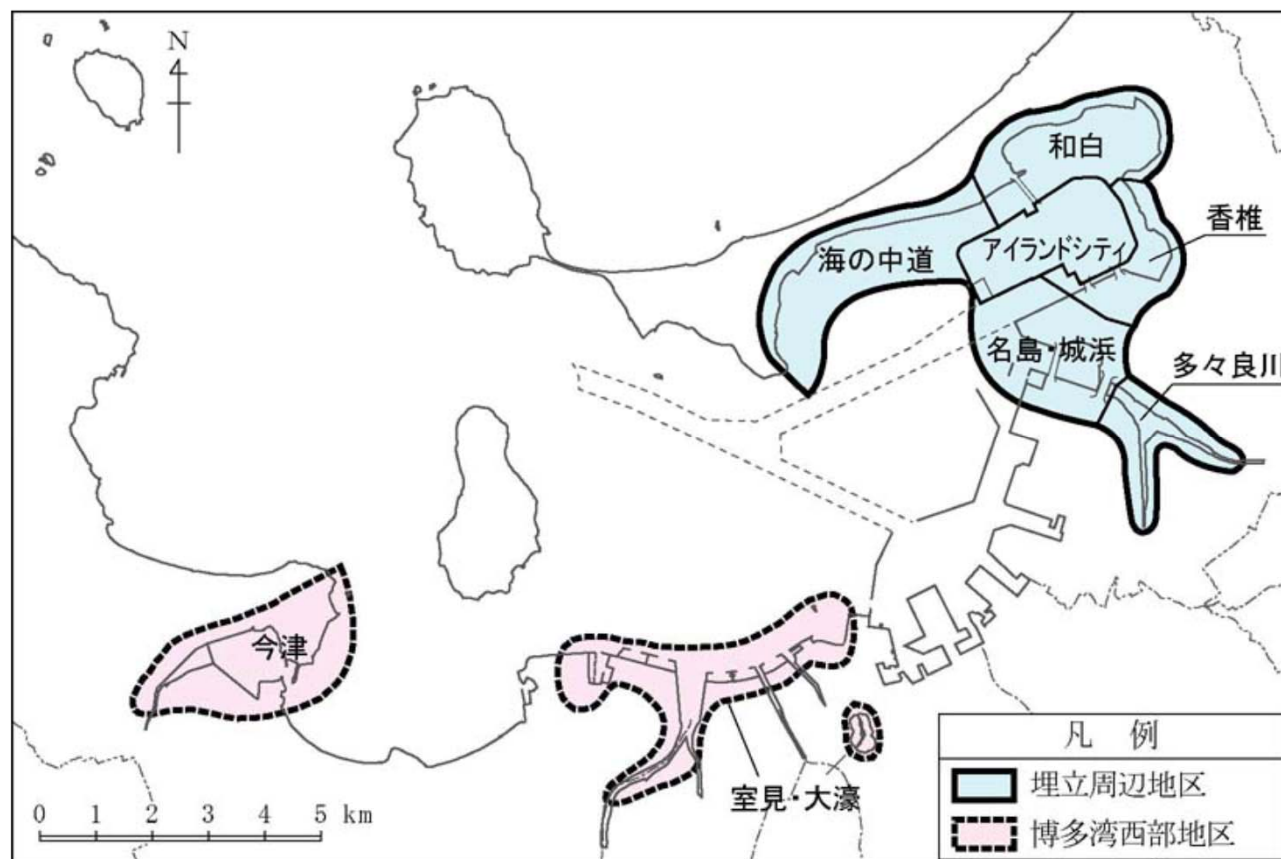 N
和白
香椎
アイランドシティ
海の中道
名島・城浜
多々良川
今津
室見・大濠
0 1 2 3 4 5 km
凡 例
埋立周辺地区
博多湾西部地区